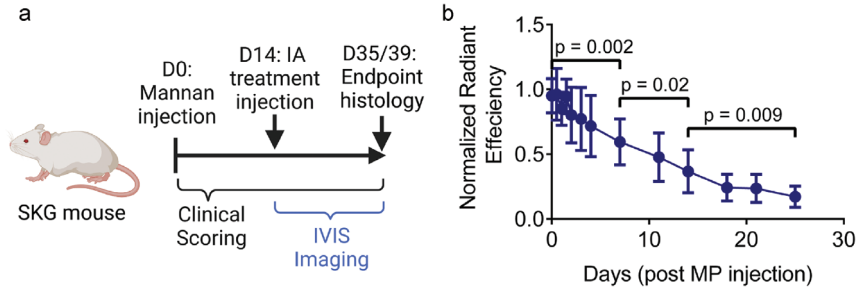 a
D0:
Mannan
injection
D14: IA
treatment
injection
D35/39:
Endpoint
histology
SKG mouse
Clinical
Scoring
IVIS
Imaging
b
Normalized Radiant
Effeciency
1.5
1.0
0.5
0.0
p = 0.002
p = 0.02
p = 0.009
0
10
20
30
Days (post MP injection)